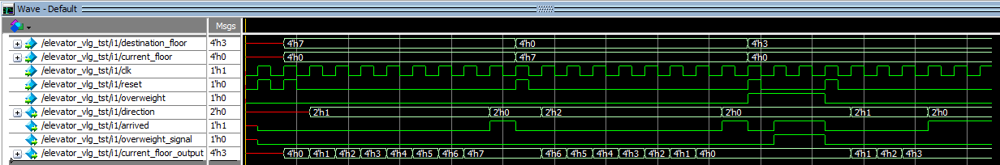 Wave - Default
Msgs
/elevator_vlg_tst/i1/destination_floor 4'h3 4'h7 4'h0 4'h3
/elevator_vlg_tst/i1/current_floor 4'h0 4'h0 4'h7 4'h0
/elevator_vlg_tst/i1/clk 1'h1
/elevator_vlg_tst/i1/reset 1'h0
/elevator_vlg_tst/i1/overweight 1'h0
/elevator_vlg_tst/i1/direction 2'h0 2'h1 2'h0 2'h2 2'h0 2'h1 2'h0
/elevator_vlg_tst/i1/arrived 1'h1
/elevator_vlg_tst/i1/overweight_signal 1'h0
/elevator_vlg_tst/i1/current_floor_output 4'h3 4'h0 4'h1 4'h2 4'h3 4'h4 4'h5 4'h6 4'h7 4'h6 4'h5 4'h4 4'h3 4'h2 4'h1 4'h0 4'h1 4'h2 4'h3